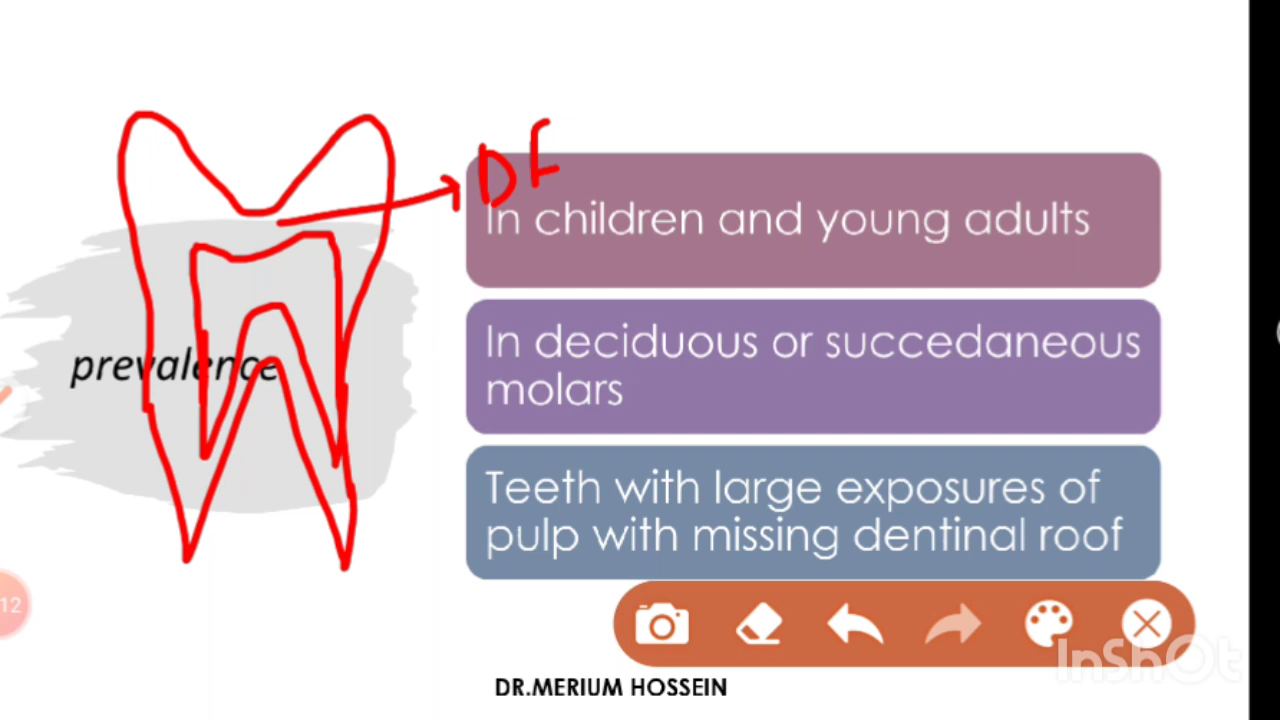 DF
In children and young adults
prevalence
In deciduous or succedaneous
molars
Teeth with large exposures of
pulp with missing dentinal roof
12
InShOt
DR.MERIUM HOSSEIN